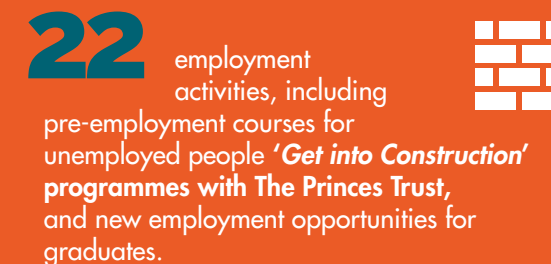 22 employment
activities, including
pre-employment courses for
unemployed people ‘Get into Construction’
programmes with The Princes Trust,
and new employment opportunities for
graduates.